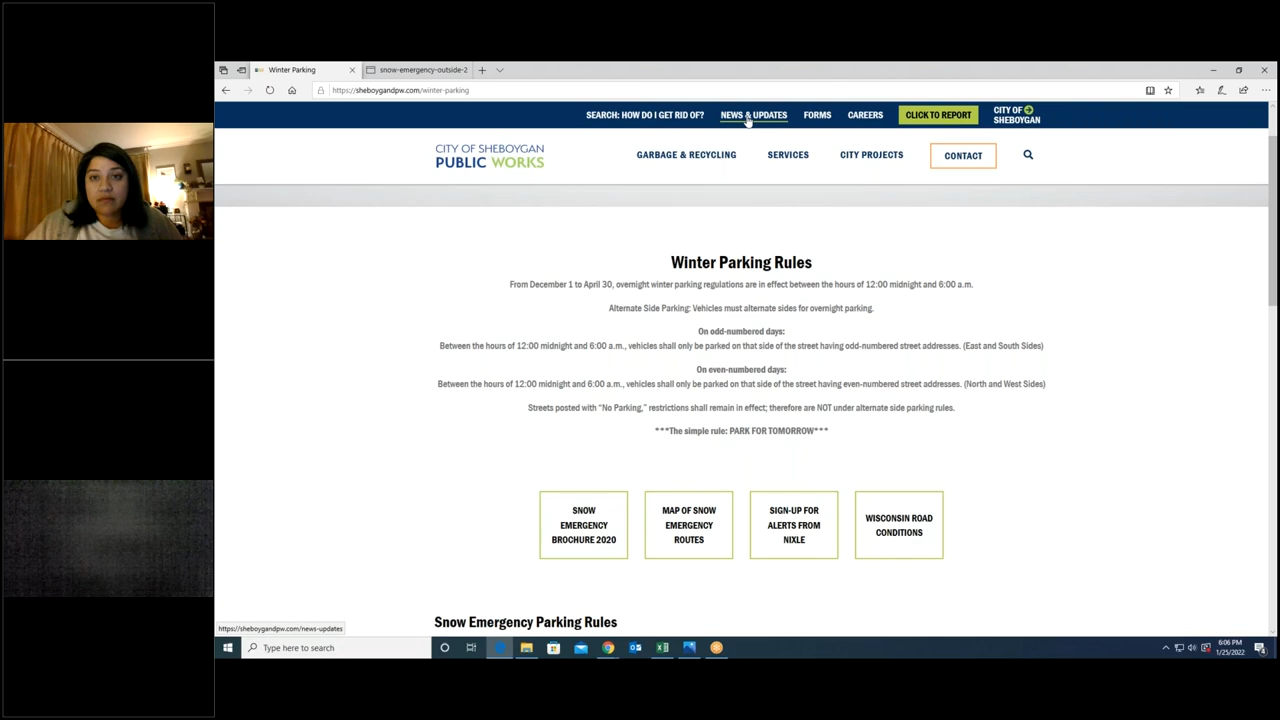 Winter Parking
snow-emergency-outside-2
https://sheboygandpw.com/winter-parking
SEARCH: HOW DO I GET RID OF?
NEWS & UPDATES
FORMS
CAREERS
CLICK TO REPORT
CITY OF
SHEBOYGAN
CITY OF SHEBOYGAN
PUBLIC WORKS
GARBAGE & RECYCLING
SERVICES
CITY PROJECTS
CONTACT
Winter Parking Rules
From December 1 to April 30, overnight winter parking regulations are in effect between the hours of 12:00 midnight and 6:00 a.m.
Alternate Side Parking: Vehicles must alternate sides for overnight parking.
On odd-numbered days:
Between the hours of 12:00 midnight and 6:00 a.m., vehicles shall only be parked on that side of the street having odd-numbered street addresses. (East and South Sides)
On even-numbered days:
Between the hours of 12:00 midnight and 6:00 a.m., vehicles shall only be parked on that side of the street having even-numbered street addresses. (North and West Sides)
Streets posted with “No Parking,” restrictions shall remain in effect; therefore are NOT under alternate side parking rules.
***The simple rule: PARK FOR TOMORROW***
SNOW
EMERGENCY
BROCHURE 2020
MAP OF SNOW
EMERGENCY
ROUTES
SIGN-UP FOR
ALERTS FROM
NIXLE
WISCONSIN ROAD
CONDITIONS
Snow Emergency Parking Rules
https://sheboygandpw.com/news-updates
Type here to search
6:06 PM
1/25/2022